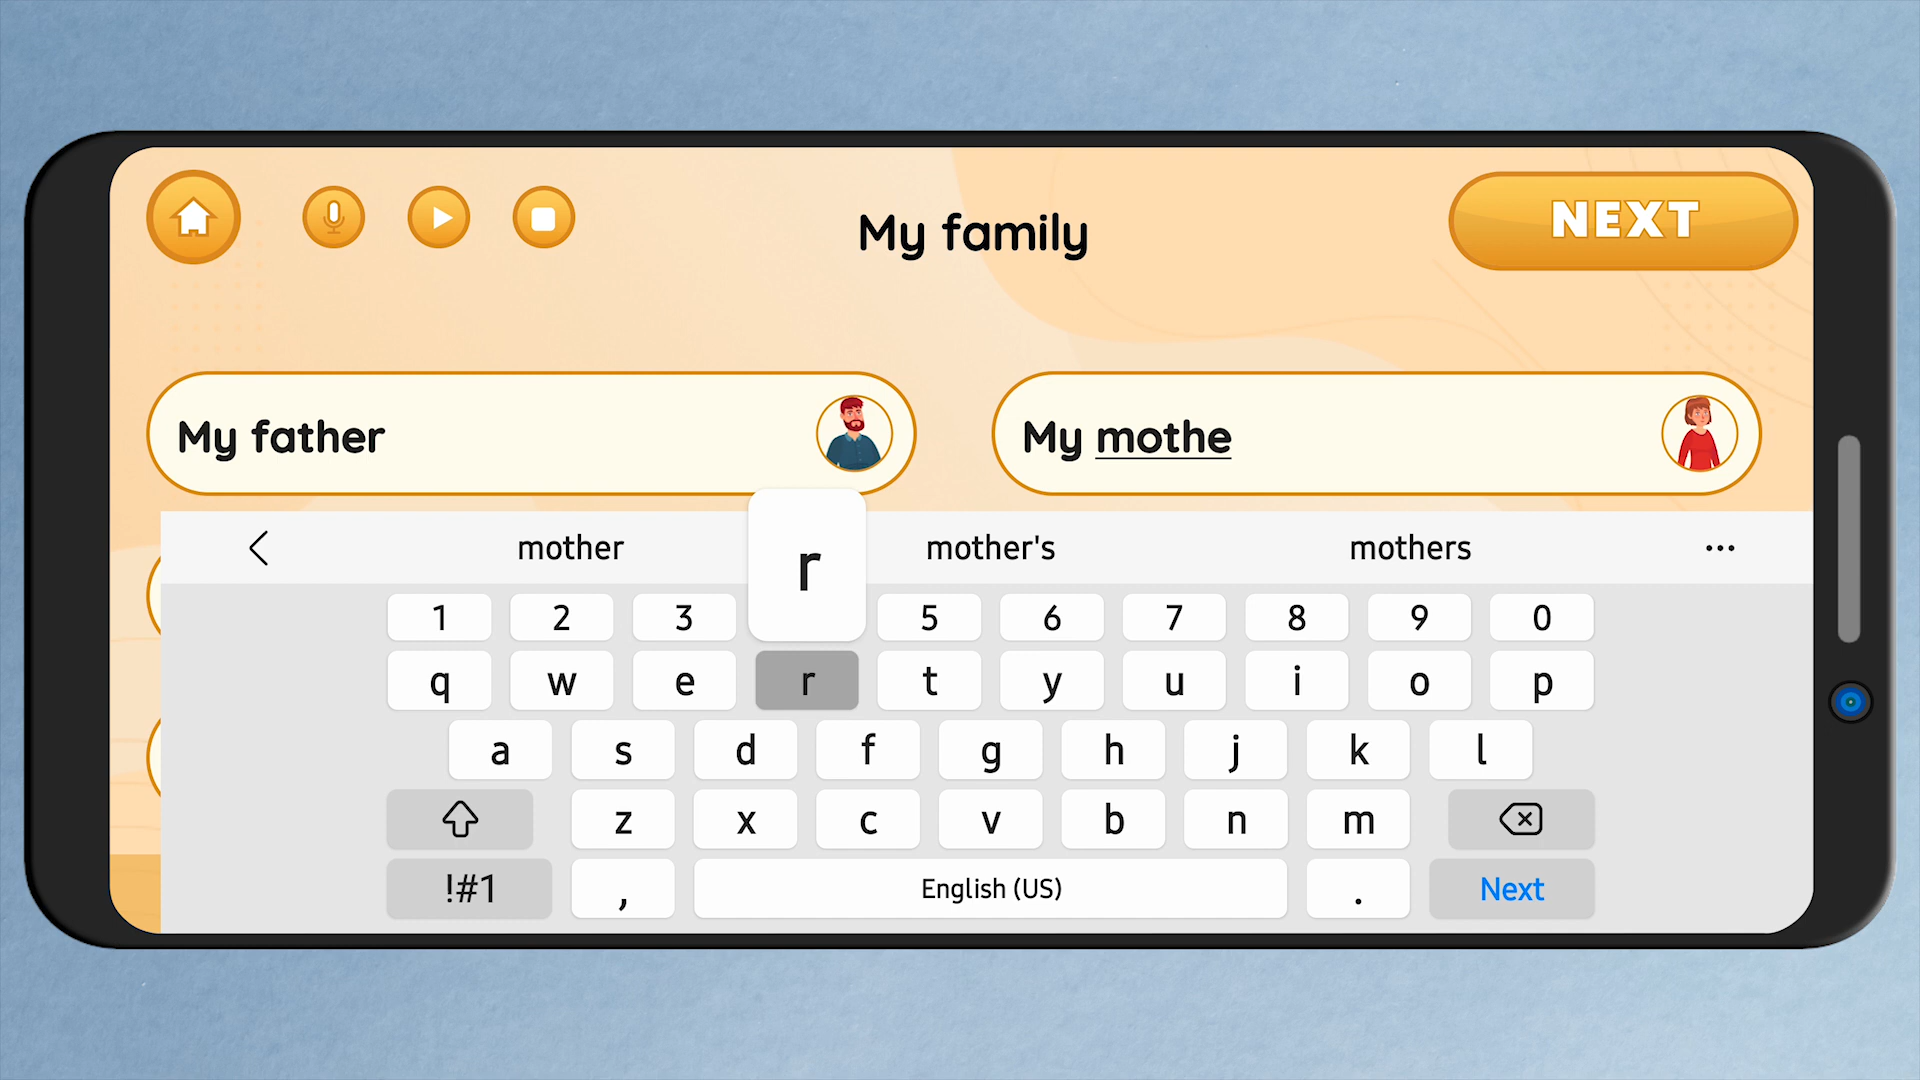 My family
NEXT
My father
My mothe
mother
mother's
mothers
r
1 2 3 5 6 7 8 9 0
q w e r t y u i o p
a s d f g h j k l
z x c v b n m
!#1 , English (US) . Next